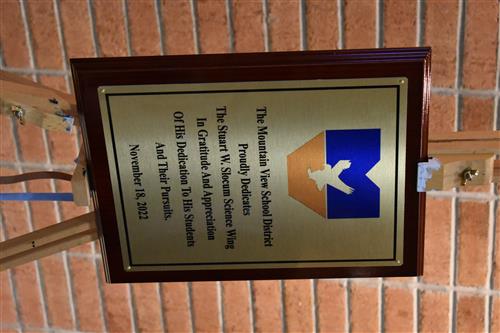 The Mountain View School District
Proudly Dedicates
The Stuart W. Slocum Science Wing
In Gratitude And Appreciation
Of His Dedication To His Students
And Their Pursuits.
November 18, 2022